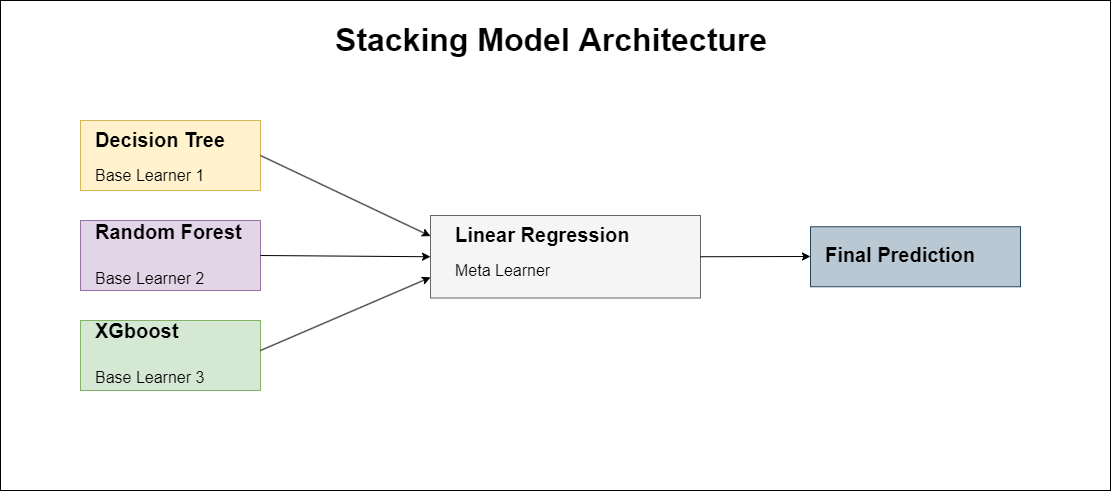 Stacking Model Architecture
Decision Tree
Base Learner 1
Random Forest
Base Learner 2
XGboost
Base Learner 3
Linear Regression
Meta Learner
Final Prediction